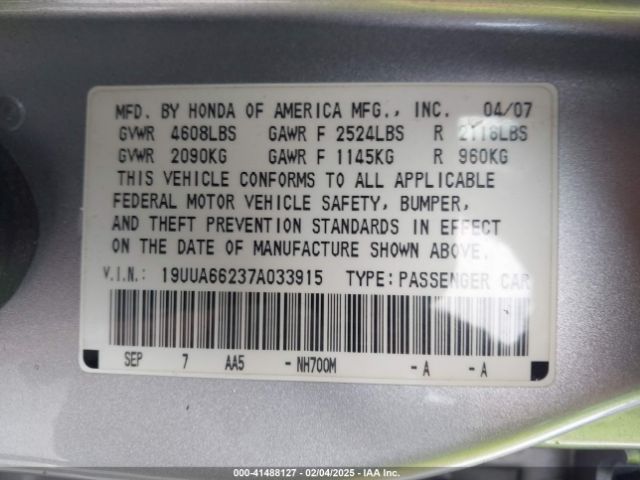 MFD. BY HONDA OF AMERICA MFG., INC. 04/07
GVWR 4608LBS GAWR F 2524LBS R 2118LBS
GVWR 2090KG GAWR F 1145KG R 960KG
THIS VEHICLE CONFORMS TO ALL APPLICABLE
FEDERAL MOTOR VEHICLE SAFETY, BUMPER,
AND THEFT PREVENTION STANDARDS IN EFFECT
ON THE DATE OF MANUFACTURE SHOWN ABOVE.
V.I.N.: 19UUA66237A033915 TYPE: PASSENGER CAR
SEP 7 AA5 - NH700M - A - A
000-41488127 - 02/04/2025 - IAA Inc.